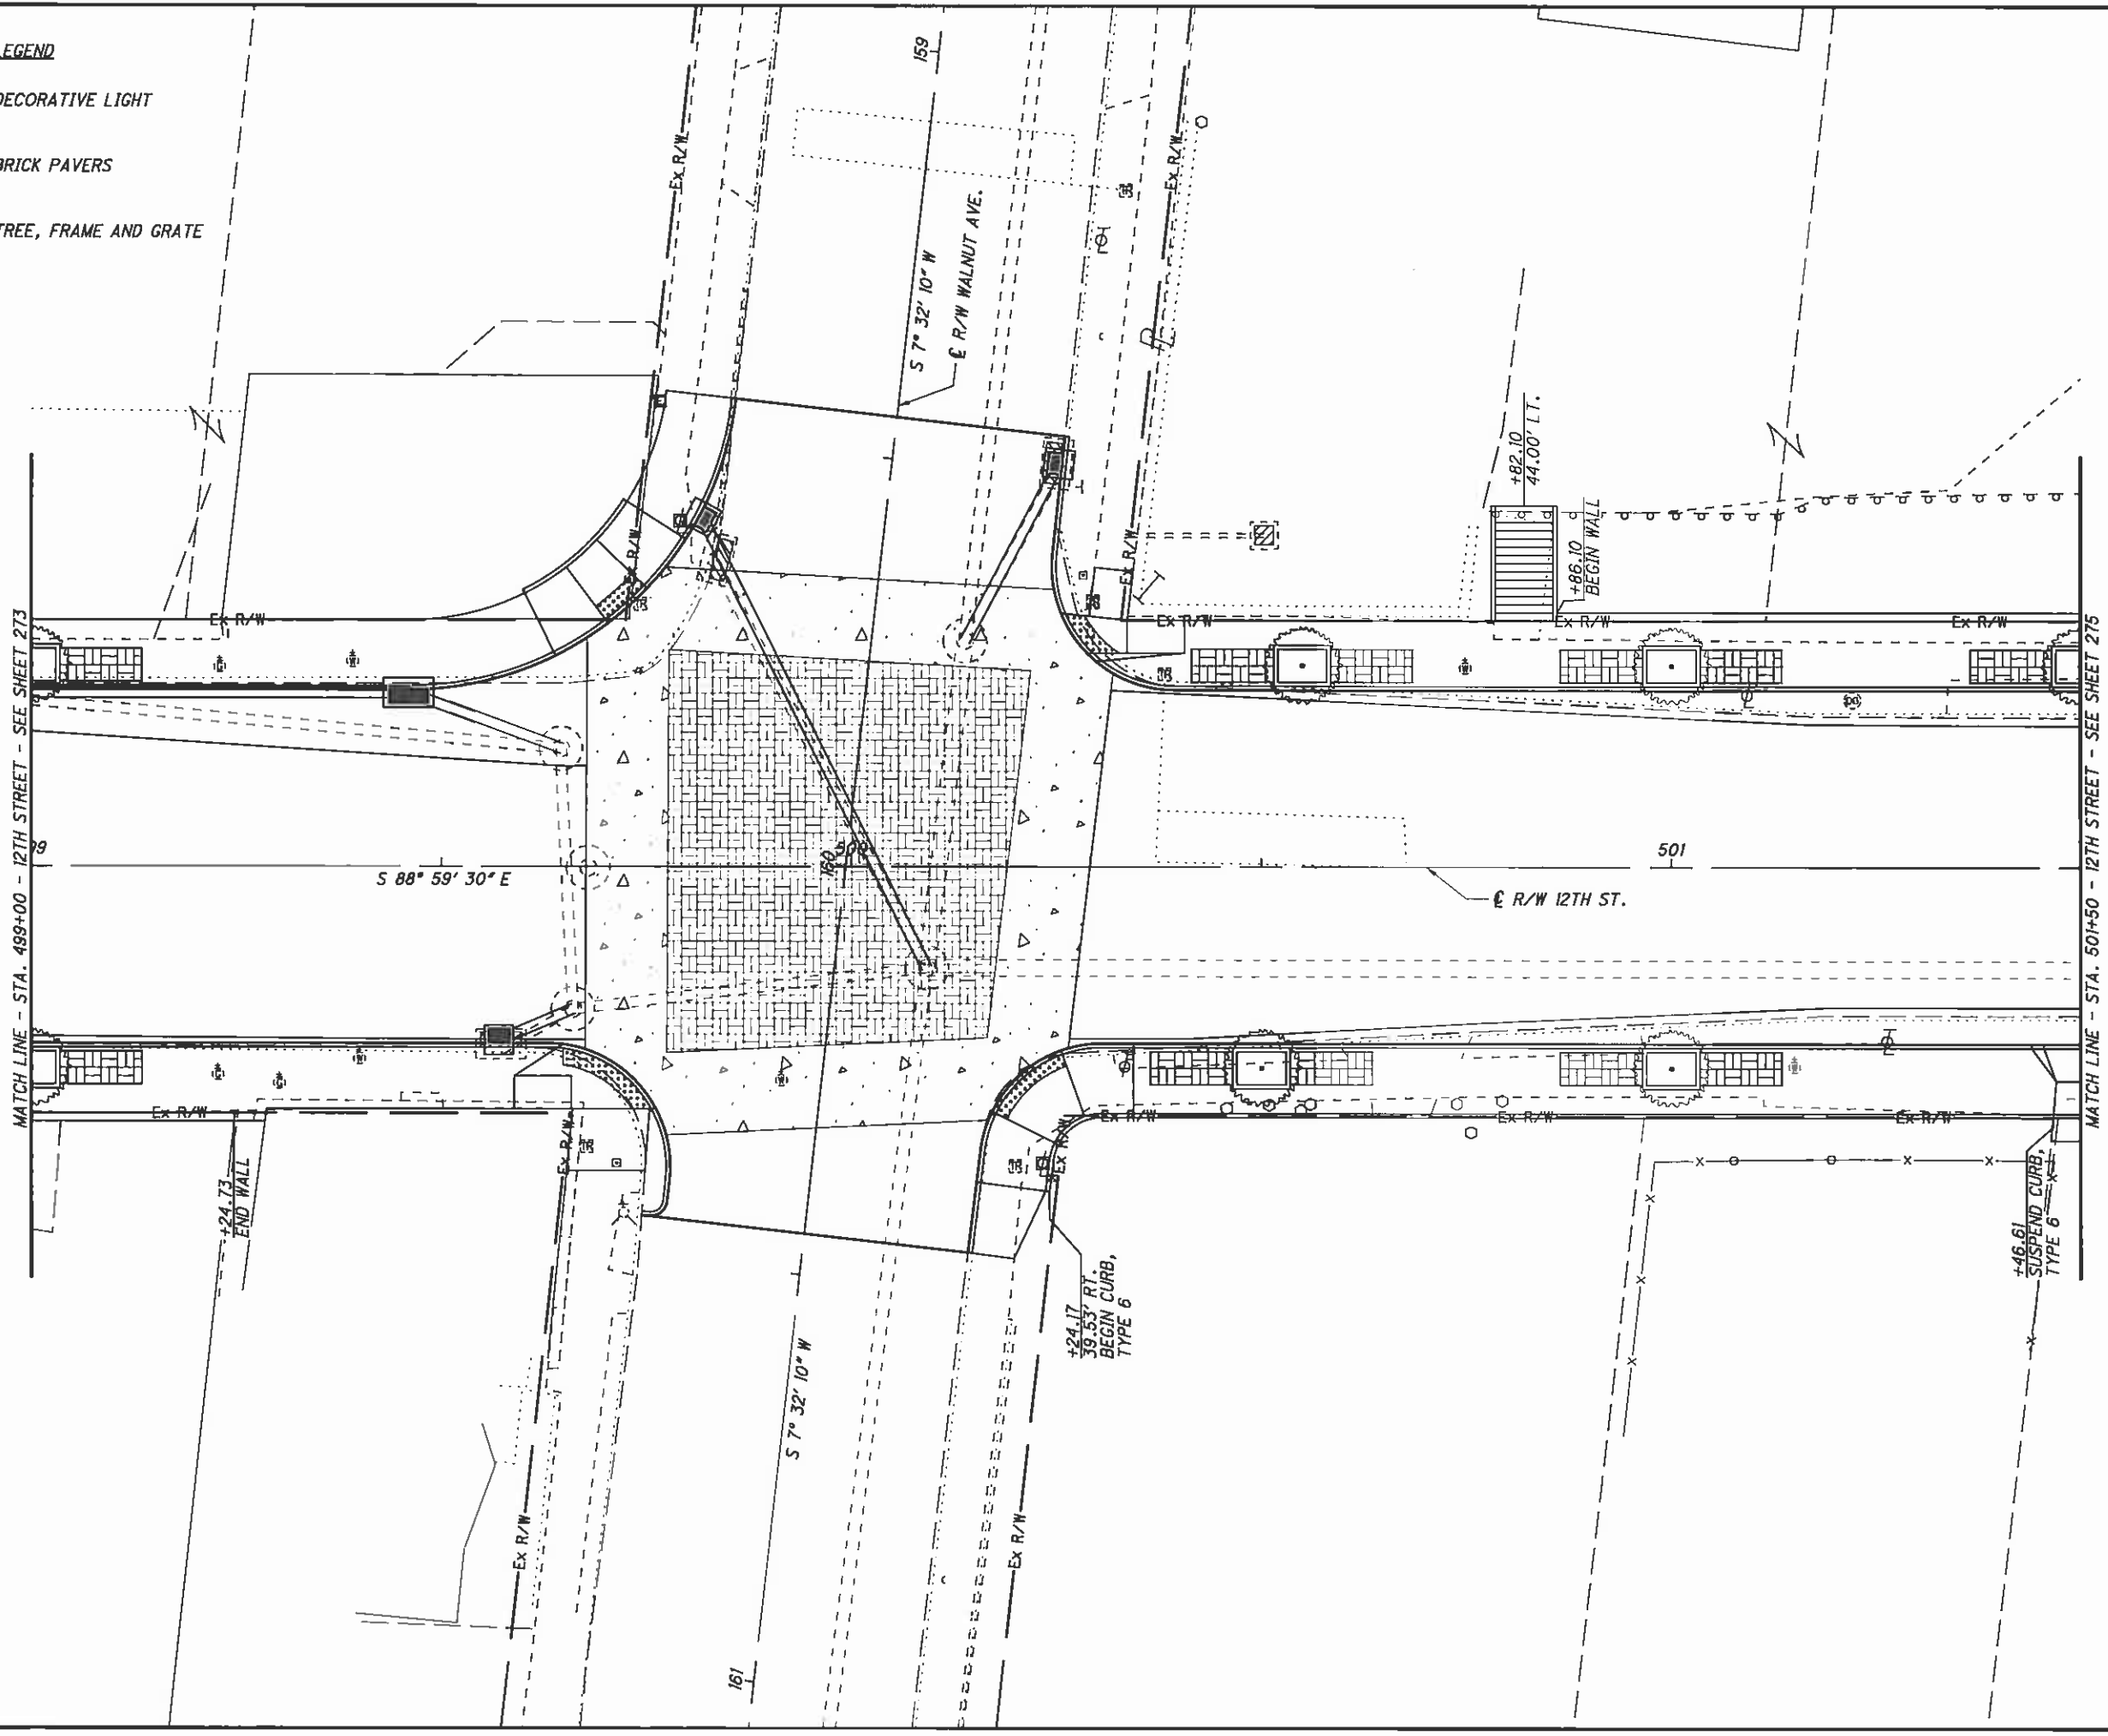 LEGEND
DECORATIVE LIGHT
BRICK PAVERS
TREE, FRAME AND GRATE
159
Ex R/W
Ex R/W
S 7° 32' 10" W
℄ R/W WALNUT AVE.
+82.10
44.00' LT.
+86.10
BEGIN WALL
Ex R/W
R/W
Ex R/W
Ex R/W
Ex R/W
Ex R/W
MATCH LINE - STA. 499+00 - 12TH STREET - SEE SHEET 273
MATCH LINE - STA. 501+50 - 12TH STREET - SEE SHEET 275
99
S 88° 59' 30" E
160
500
501
℄ R/W 12TH ST.
Ex R/W
Ex R/W
Ex R/W
Ex R/W
Ex R/W
Ex R/W
+24.73
END WALL
+24.17
39.53' RT.
BEGIN CURB,
TYPE 6
+46.61
SUSPEND CURB,
TYPE 6
S 7° 32' 10" W
Ex R/W
Ex R/W
161